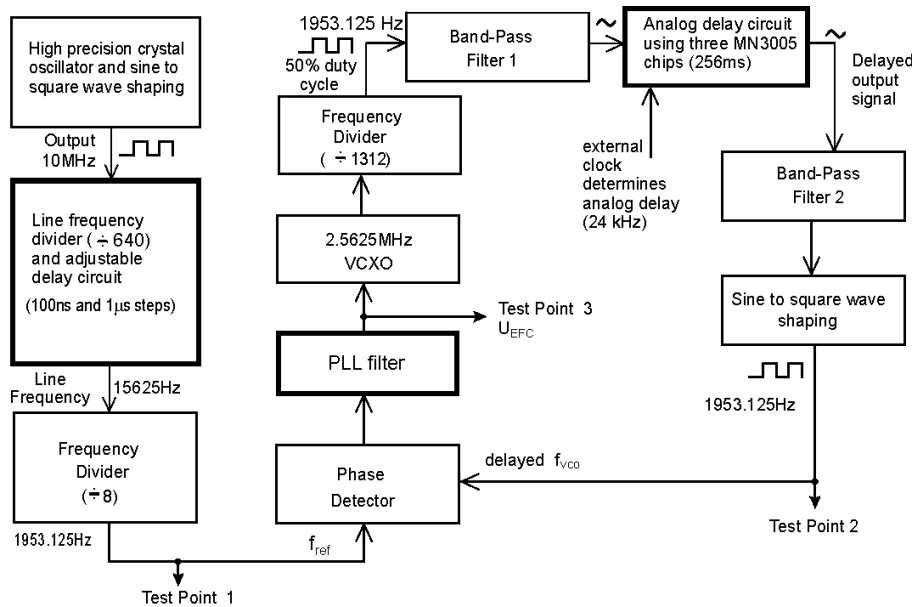 High precision crystal
oscillator and sine to
square wave shaping
Output
10MHz
Line frequency
divider ( ÷ 640)
and adjustable
delay circuit
(100ns and 1µs steps)
Line
Frequency
15625Hz
Frequency
Divider
(÷8)
1953.125Hz
Test Point 1
f ref
Phase
Detector
PLL filter
Test Point 3
U EFC
2.5625MHz
VCXO
Frequency
Divider
( ÷ 1312)
1953.125 Hz
50% duty
cycle
Band-Pass
Filter 1
~
Analog delay circuit
using three MN3005
chips (256ms)
~
external
clock
determines
analog delay
(24 kHz)
Delayed
output
signal
Band-Pass
Filter 2
Sine to square wave
shaping
1953.125Hz
delayed f vco
Test Point 2